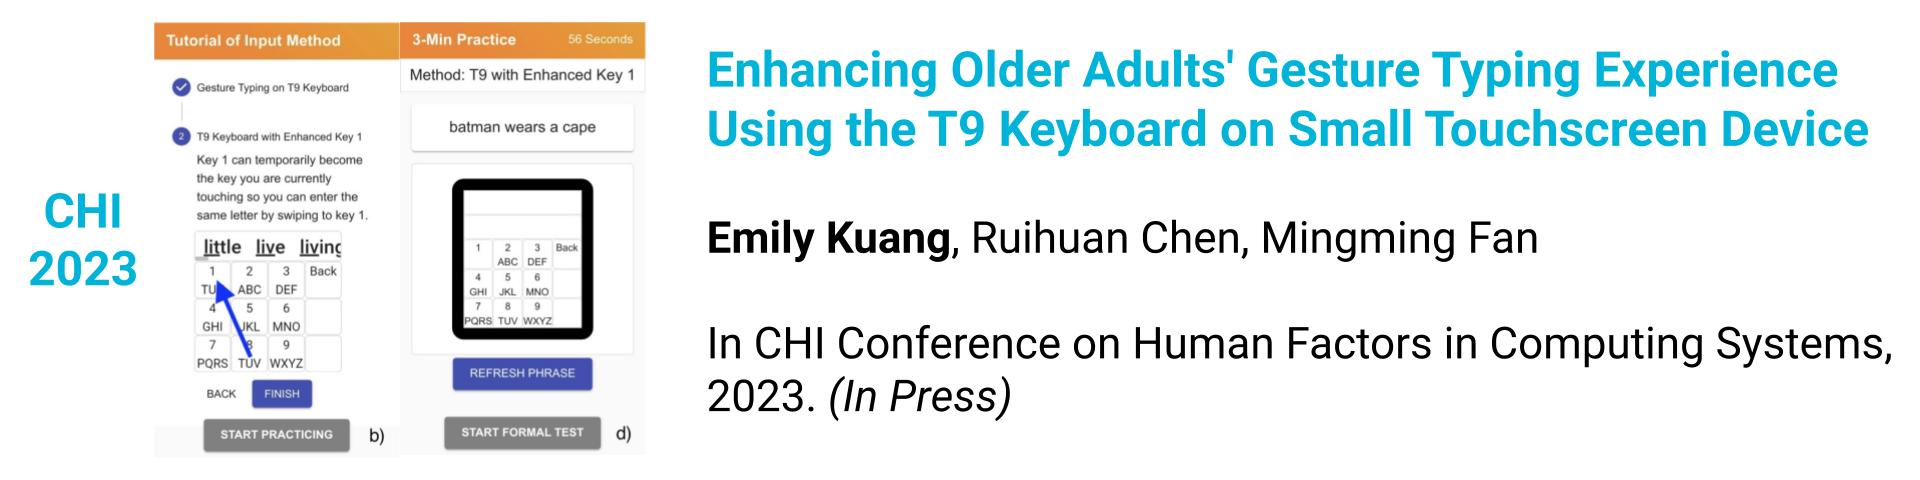 CHI
2023
Tutorial of Input Method
Gesture Typing on T9 Keyboard
2 T9 Keyboard with Enhanced Key 1
Key 1 can temporarily become
the key you are currently
touching so you can enter the
same letter by swiping to key 1.
little live living
1 2 3 Back
TU ABC DEF
4 5 6
GHI JKL MNO
7 8 9
PQRS TUV WXYZ
BACK FINISH
START PRACTICING
b)
3-Min Practice 56 Seconds
Method: T9 with Enhanced Key 1
batman wears a cape
1 2 3 Back
ABC DEF
4 5 6
GHI JKL MNO
7 8 9
PQRS TUV WXYZ
REFRESH PHRASE
START FORMAL TEST
d)
Enhancing Older Adults' Gesture Typing Experience
Using the T9 Keyboard on Small Touchscreen Device
Emily Kuang, Ruihuan Chen, Mingming Fan
In CHI Conference on Human Factors in Computing Systems,
2023. (In Press)